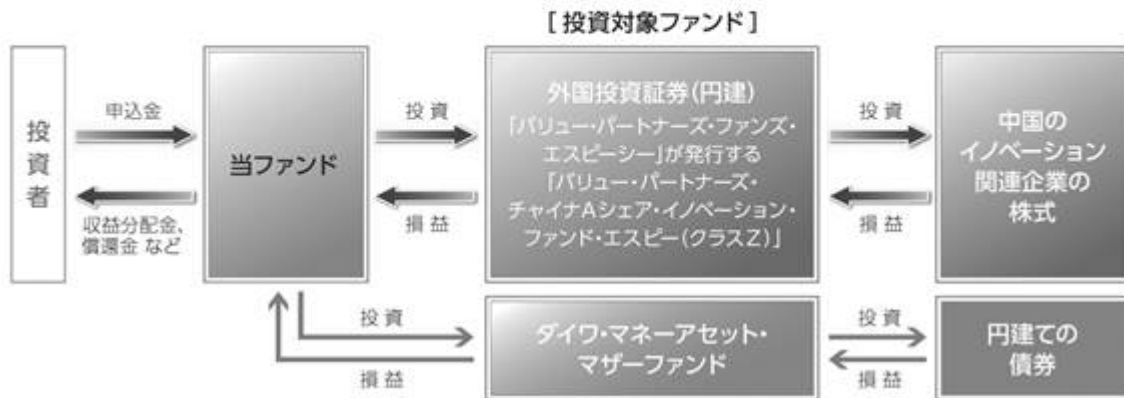 [投資対象ファンド]
投資者
申込金
収益分配金、
償還金 など
当ファンド
投資
損益
外国投資証券(円建)
「バリュー・パートナーズ・ファンズ・
エスピーシー」が発行する
「バリュー・パートナーズ・
チャイナAシェア・イノベーション・
ファンド・エスピー(クラスZ)」
投資
損益
中国の
イノベーション
関連企業の
株式
投資
損益
ダイワ・マネーアセット・
マザーファンド
投資
損益
円建ての
債券